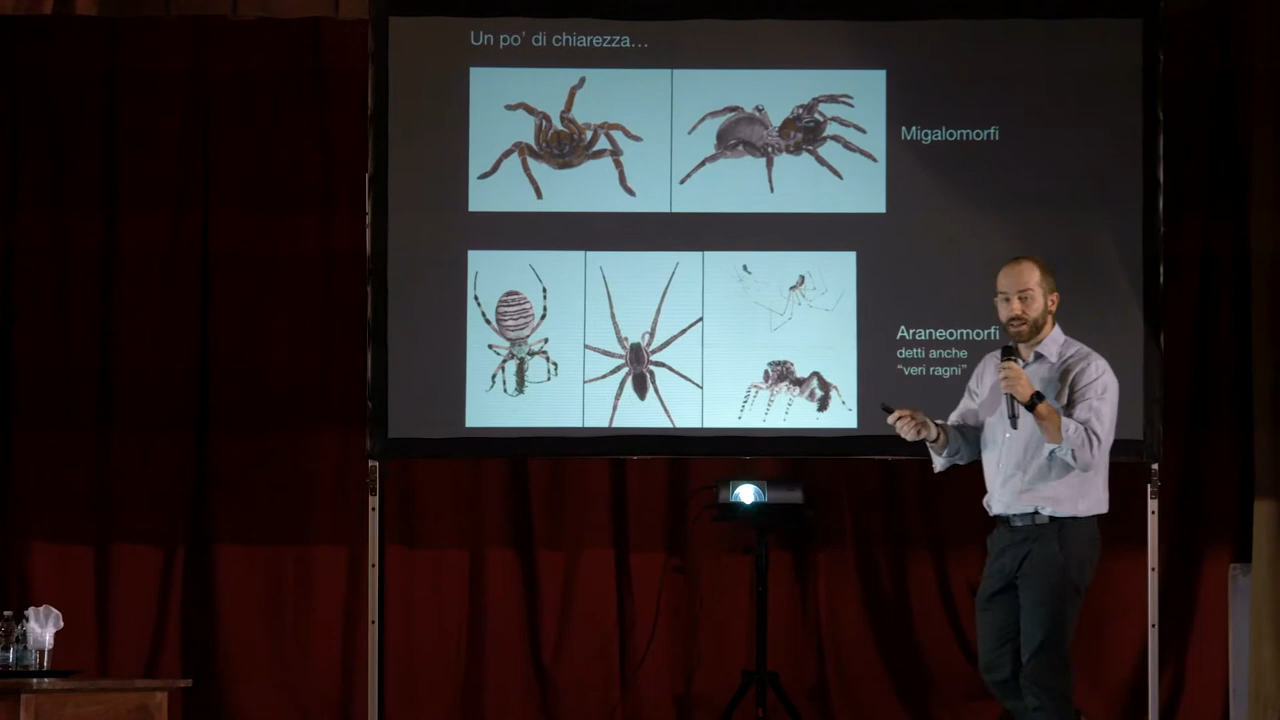 Un po' di chiarezza…
Migalomorfi
Araneomorfi
detti anche
"veri ragni"